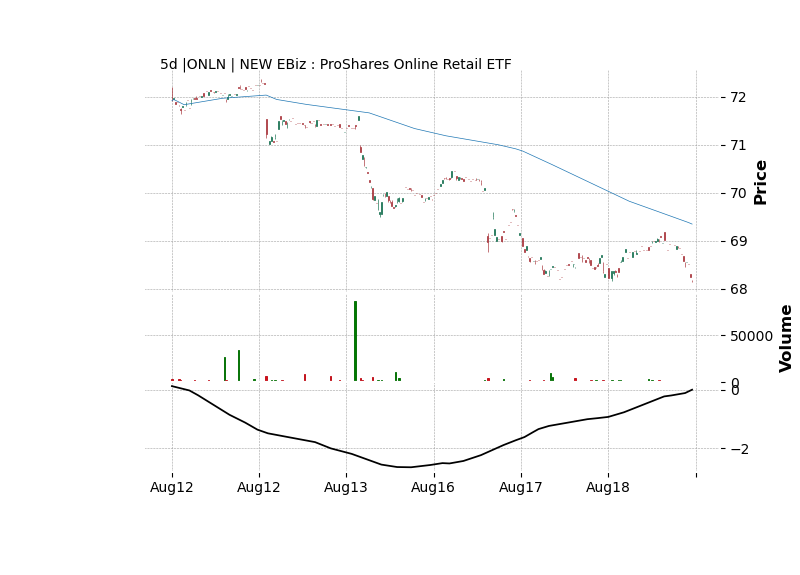 5d |ONLN | NEW EBiz : ProShares Online Retail ETF
72
71
70
69
68
Price
50000
0
Volume
0
−2
Aug12 Aug12 Aug13 Aug16 Aug17 Aug18